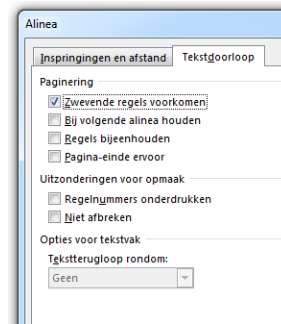 Alinea
Inspringingen en afstand
Tekstdoorloop
Paginering
Zwevende regels voorkomen
Bij volgende alinea houden
Regels bijeenhouden
Pagina-einde ervoor
Uitzonderingen voor opmaak
Regelnummers onderdrukken
Niet afbreken
Opties voor tekstvak
Tekstterugloop rondom:
Geen